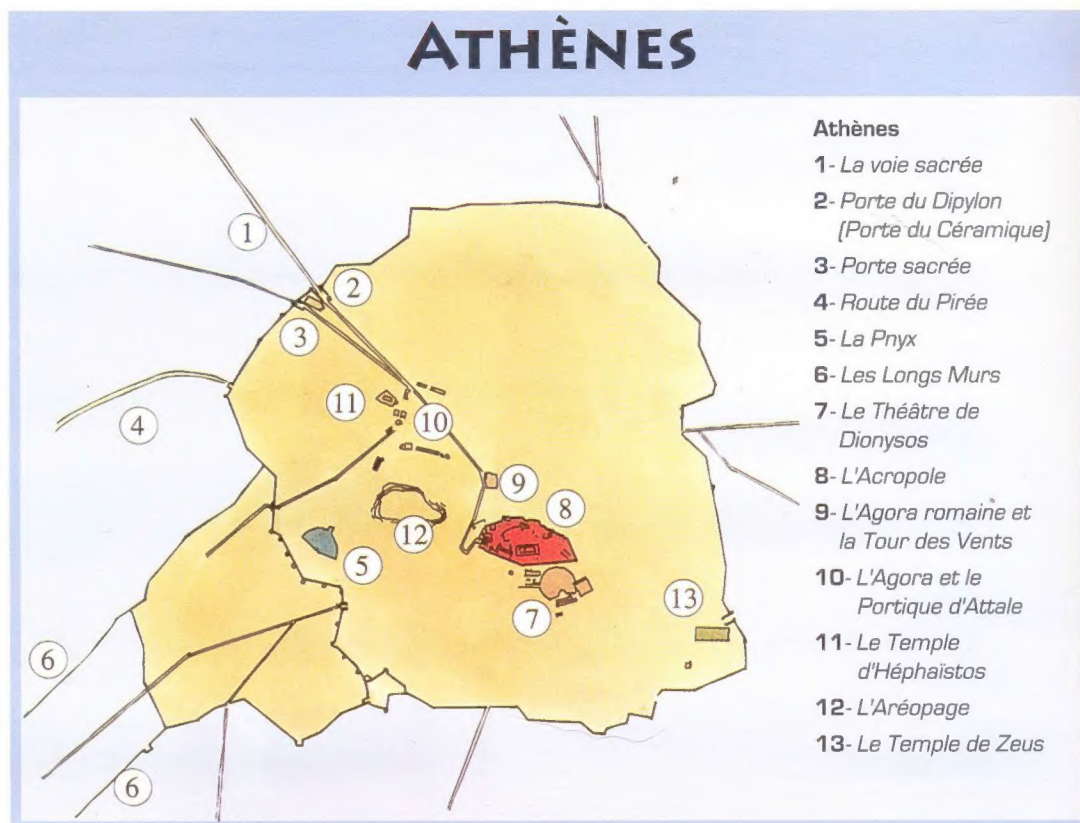 ATHÈNES
Athènes
1- La voie sacrée
2- Porte du Dipylon
(Porte du Céramique)
3- Porte sacrée
4- Route du Pirée
5- La Pnyx
6- Les Longs Murs
7- Le Théâtre de
Dionysos
8- L'Acropole
9- L'Agora romaine et
la Tour des Vents
10- L'Agora et le
Portique d'Attale
11- Le Temple
d'Héphaïstos
12- L'Aréopage
13- Le Temple de Zeus
1
2
3
4
11
10
9
8
12
5
7
13
6
6